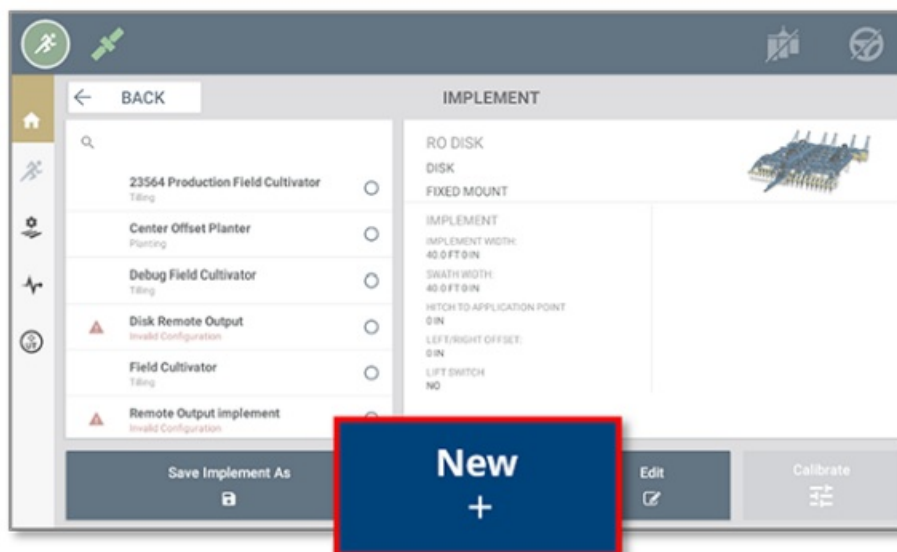 BACK
IMPLEMENT
23564 Production Field Cultivator
Tilling
Center Offset Planter
Planting
Debug Field Cultivator
Tilling
Disk Remote Output
Invalid Configuration
Field Cultivator
Tilling
Remote Output implement
Invalid Configuration
RO DISK
DISK
FIXED MOUNT
IMPLEMENT
IMPLEMENT WIDTH:
40.0 FT 0 IN
SWATH WIDTH:
40.0 FT 0 IN
HITCH TO APPLICATION POINT
0 IN
LEFT/RIGHT OFFSET:
0 IN
LIFT SWITCH
NO
Save Implement As
New
+
Edit
Calibrate
UT